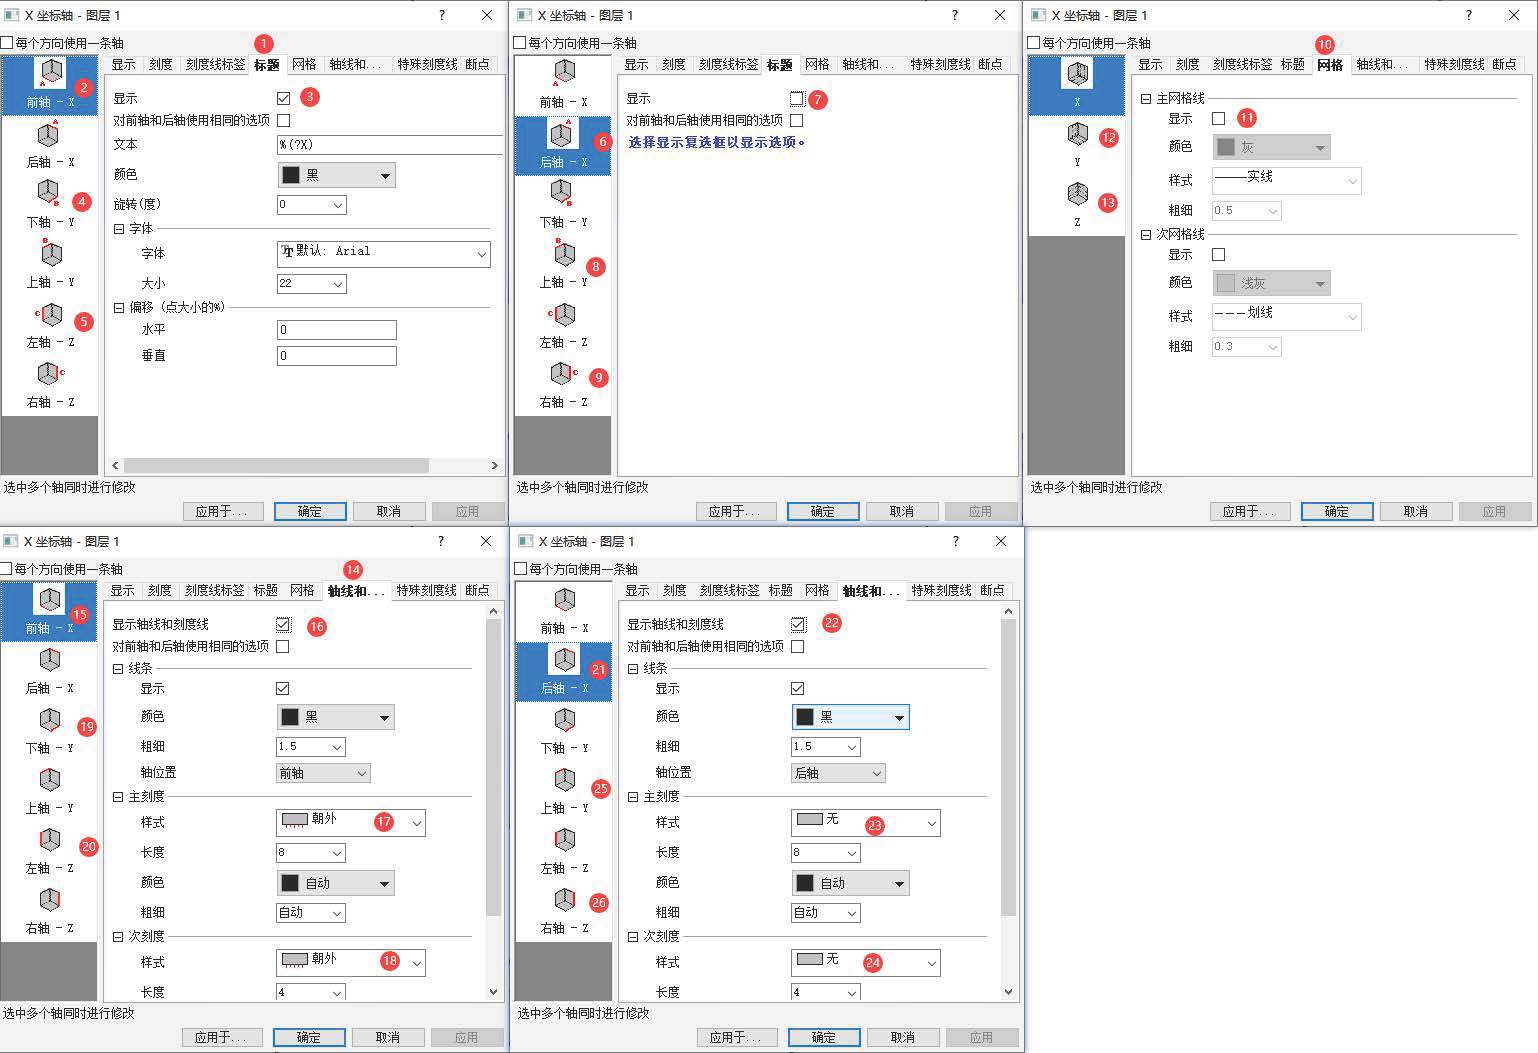 X 坐标轴 - 图层 1
?
每个方向使用一条轴
1
显示 刻度 刻度线标签 标题 网格 轴线和... 特殊刻度线 断点
A
2
前轴 - X
A
后轴 - X
B
4
下轴 - Y
B
上轴 - Y
C
5
左轴 - Z
C
右轴 - Z
显示
3
对前轴和后轴使用相同的选项
文本 %(?X)
颜色 黑
旋转(度) 0
字体
字体 默认: Arial
大小 22
偏移 (点大小的%)
水平 0
垂直 0
选中多个轴同时进行修改
应用于... 确定 取消 应用
X 坐标轴 - 图层 1
?
每个方向使用一条轴
显示 刻度 刻度线标签 标题 网格 轴线和... 特殊刻度线 断点
A
前轴 - X
A
6
后轴 - X
B
下轴 - Y
B
8
上轴 - Y
C
左轴 - Z
C
9
右轴 - Z
显示
7
对前轴和后轴使用相同的选项
选择显示复选框以显示选项。
选中多个轴同时进行修改
应用于... 确定 取消 应用
X 坐标轴 - 图层 1
?
每个方向使用一条轴
10
显示 刻度 刻度线标签 标题 网格 轴线和... 特殊刻度线 断点
X
12
Y
13
Z
主网格线
显示
11
颜色 灰
样式 实线
粗细 0.5
次网格线
显示
颜色 浅灰
样式 划线
粗细 0.3
选中多个轴同时进行修改
应用于... 确定 取消 应用
X 坐标轴 - 图层 1
?
每个方向使用一条轴
14
显示 刻度 刻度线标签 标题 网格 轴线和... 特殊刻度线 断点
15
前轴 - X
后轴 - X
19
下轴 - Y
上轴 - Y
20
左轴 - Z
右轴 - Z
显示轴线和刻度线
16
对前轴和后轴使用相同的选项
线条
显示
颜色 黑
粗细 1.5
轴位置 前轴
主刻度
样式 朝外 17
长度 8
颜色 自动
粗细 自动
次刻度
样式 朝外 18
长度 4
选中多个轴同时进行修改
应用于... 确定 取消 应用
X 坐标轴 - 图层 1
?
每个方向使用一条轴
显示 刻度 刻度线标签 标题 网格 轴线和... 特殊刻度线 断点
前轴 - X
21
后轴 - X
下轴 - Y
25
上轴 - Y
左轴 - Z
26
右轴 - Z
显示轴线和刻度线
22
对前轴和后轴使用相同的选项
线条
显示
颜色 黑
粗细 1.5
轴位置 后轴
主刻度
样式 无 23
长度 8
颜色 自动
粗细 自动
次刻度
样式 无 24
长度 4
选中多个轴同时进行修改
应用于... 确定 取消 应用